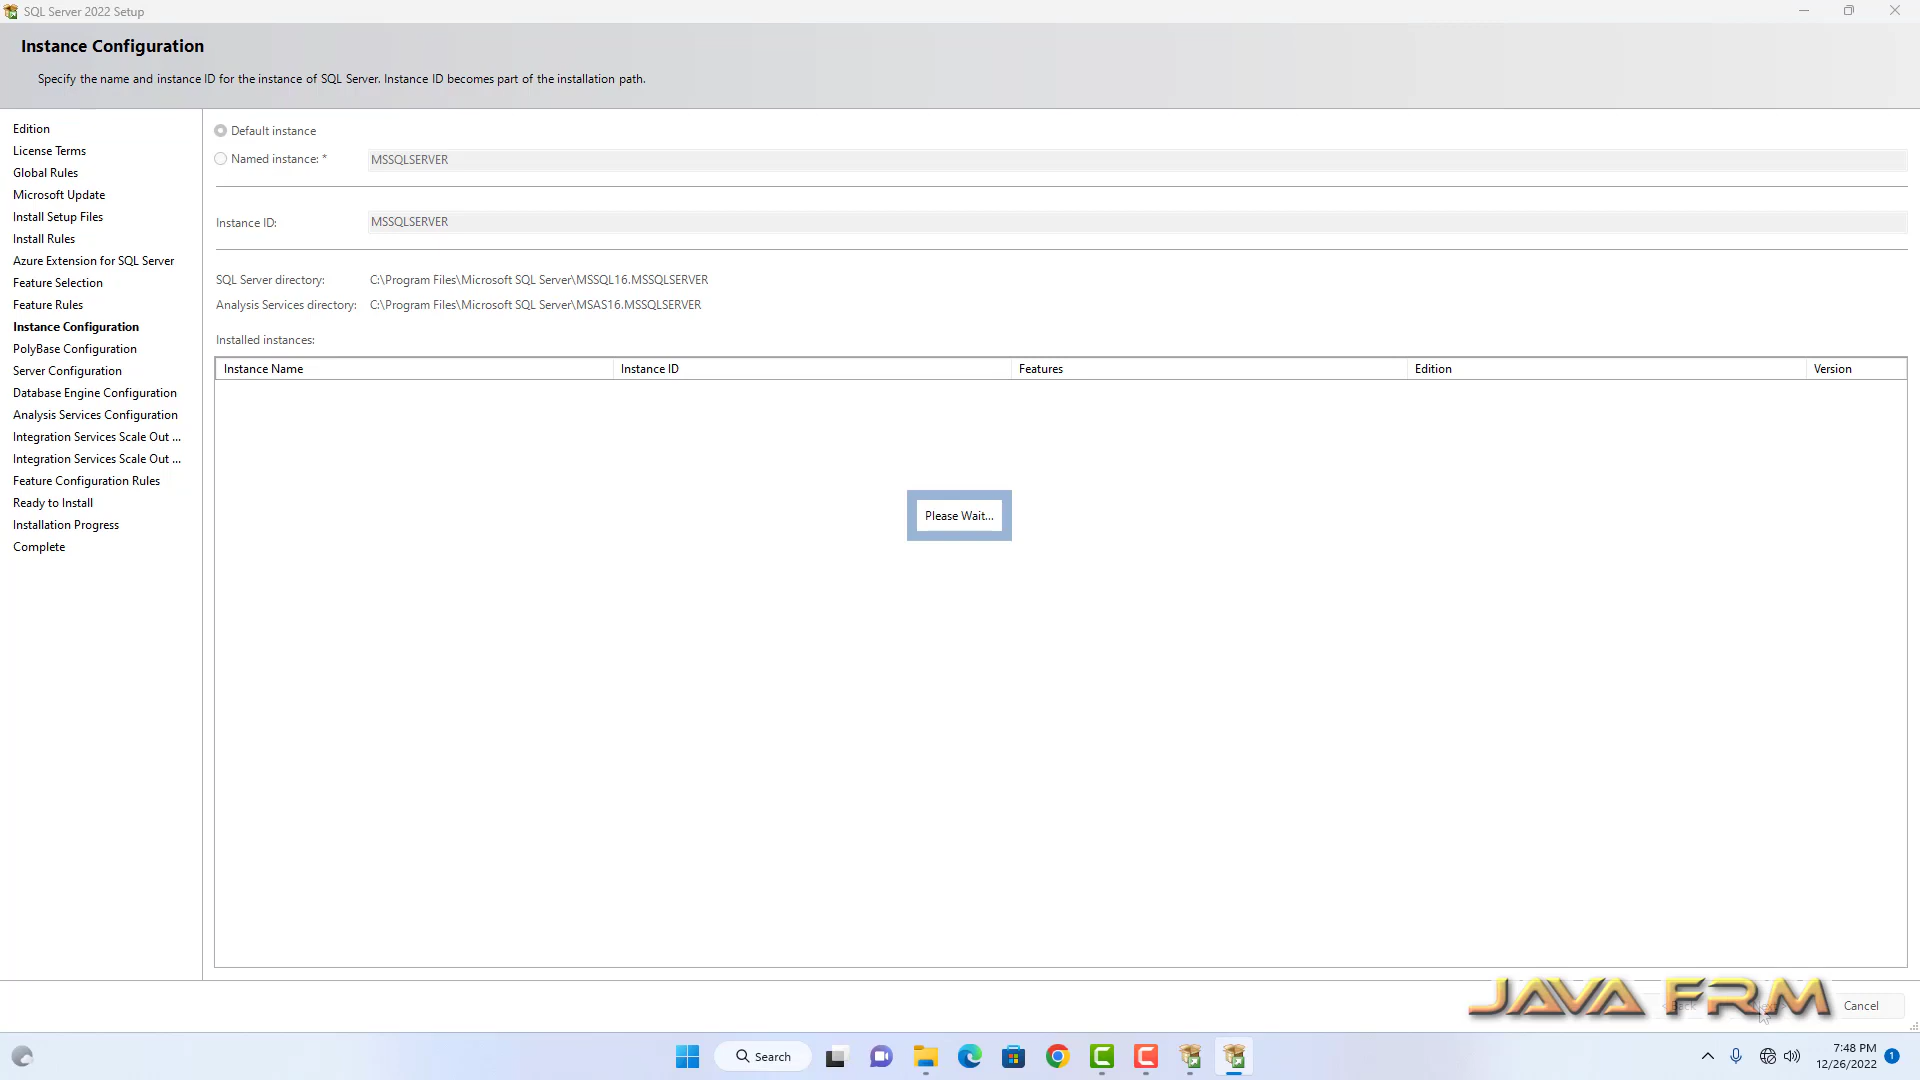 SQL Server 2022 Setup
Instance Configuration
Specify the name and instance ID for the instance of SQL Server. Instance ID becomes part of the installation path.
Edition
License Terms
Global Rules
Microsoft Update
Install Setup Files
Install Rules
Azure Extension for SQL Server
Feature Selection
Feature Rules
Instance Configuration
PolyBase Configuration
Server Configuration
Database Engine Configuration
Analysis Services Configuration
Integration Services Scale Out ...
Integration Services Scale Out ...
Feature Configuration Rules
Ready to Install
Installation Progress
Complete
Default instance
Named instance: * MSSQLSERVER
Instance ID: MSSQLSERVER
SQL Server directory: C:\Program Files\Microsoft SQL Server\MSSQL16.MSSQLSERVER
Analysis Services directory: C:\Program Files\Microsoft SQL Server\MSAS16.MSSQLSERVER
Installed instances:
Instance Name Instance ID Features Edition Version
Please Wait...
JAVA FRM
< Back Next > Cancel
Search
7:48 PM
12/26/2022
1